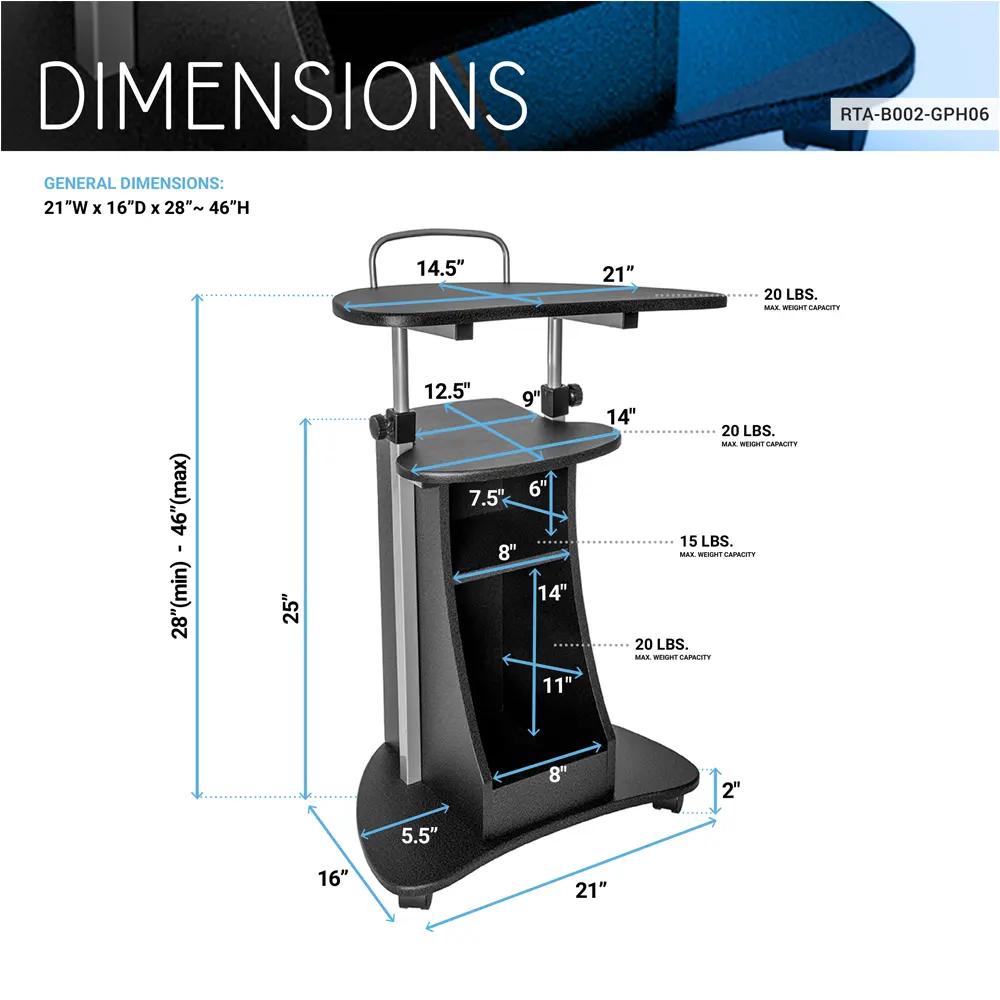 DIMENSIONS
RTA-B002-GPH06
GENERAL DIMENSIONS:
21”W x 16”D x 28”~ 46”H
14.5”
21”
20 LBS.
MAX. WEIGHT CAPACITY
12.5"
9"
14"
20 LBS.
MAX. WEIGHT CAPACITY
28”(min) - 46”(max)
25”
7.5"
6"
15 LBS.
MAX. WEIGHT CAPACITY
8"
14"
20 LBS.
MAX. WEIGHT CAPACITY
11"
8"
2"
5.5”
16”
21”